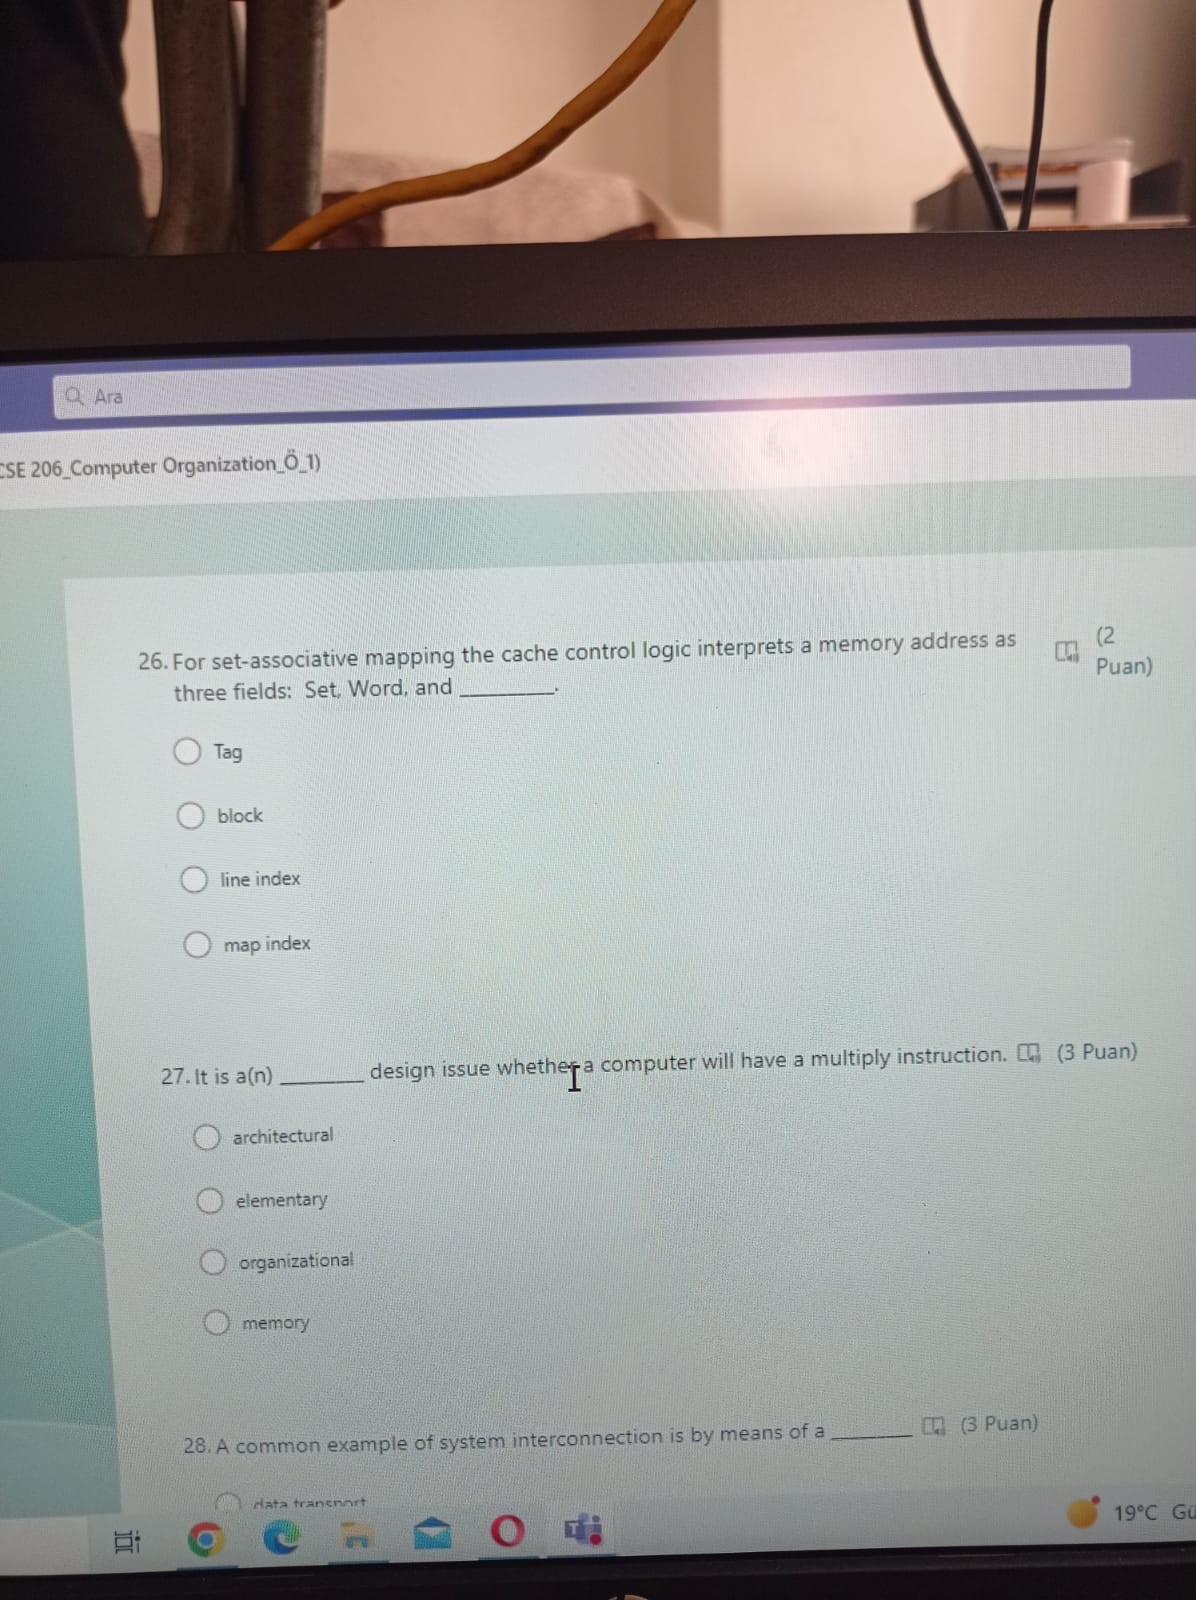 Ara
CSE 206_Computer Organization_Ö_1)
26. For set-associative mapping the cache control logic interprets a memory address as (2
three fields: Set, Word, and ________. Puan)
Tag
block
line index
map index
27. It is a(n) ________ design issue whether a computer will have a multiply instruction. (3 Puan)
architectural
elementary
organizational
memory
28. A common example of system interconnection is by means of a ________ (3 Puan)
data transport
19°C